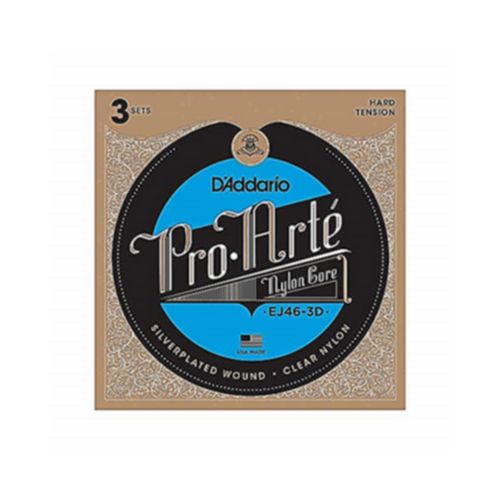 3 SETS
HARD
TENSION
D'Addario
Pro·Arté
Nylon Core
·EJ46-3D·
USA MADE
SILVERPLATED WOUND · CLEAR NYLON